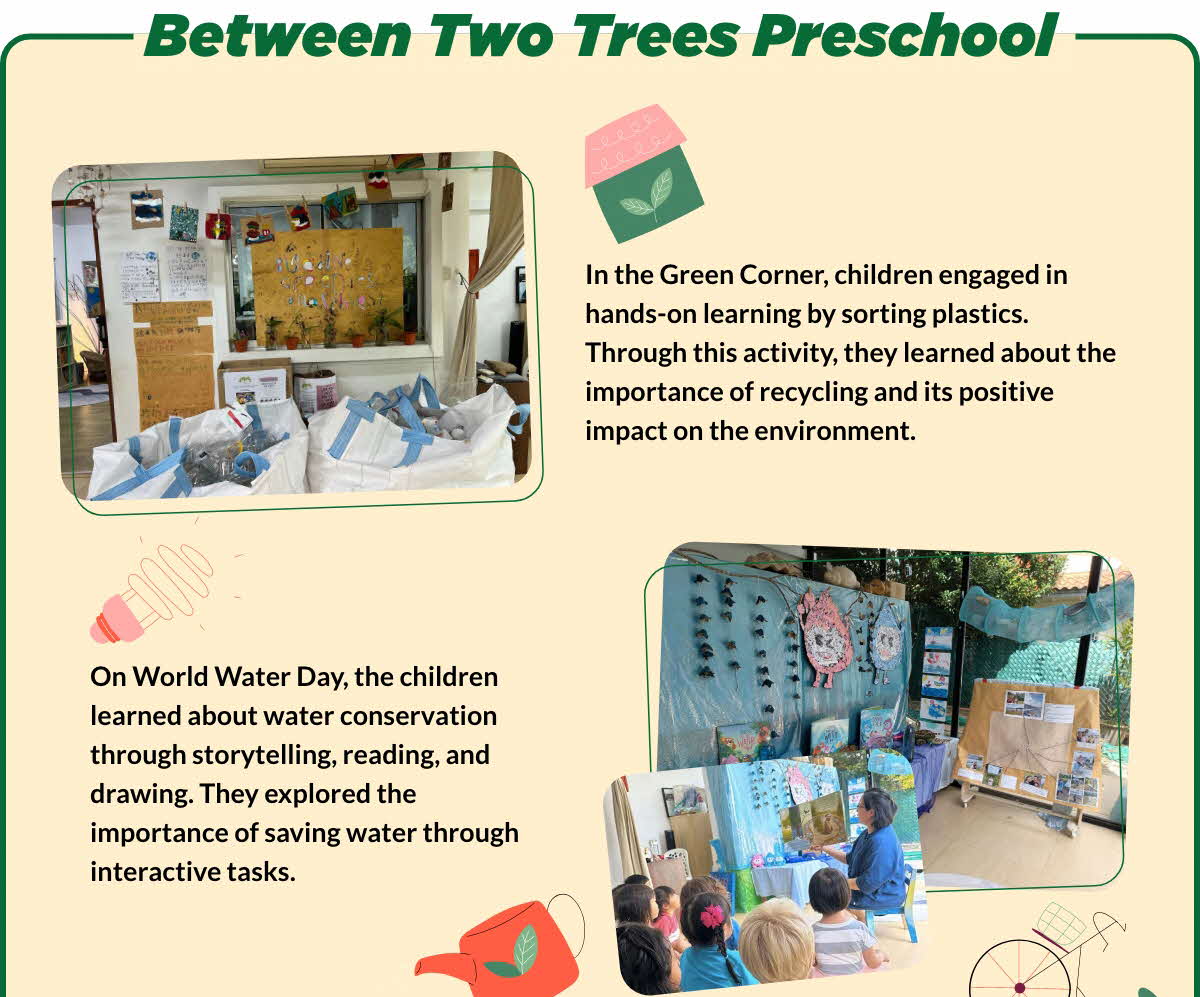 Between Two Trees Preschool
In the Green Corner, children engaged in
hands-on learning by sorting plastics.
Through this activity, they learned about the
importance of recycling and its positive
impact on the environment.
On World Water Day, the children
learned about water conservation
through storytelling, reading, and
drawing. They explored the
importance of saving water through
interactive tasks.